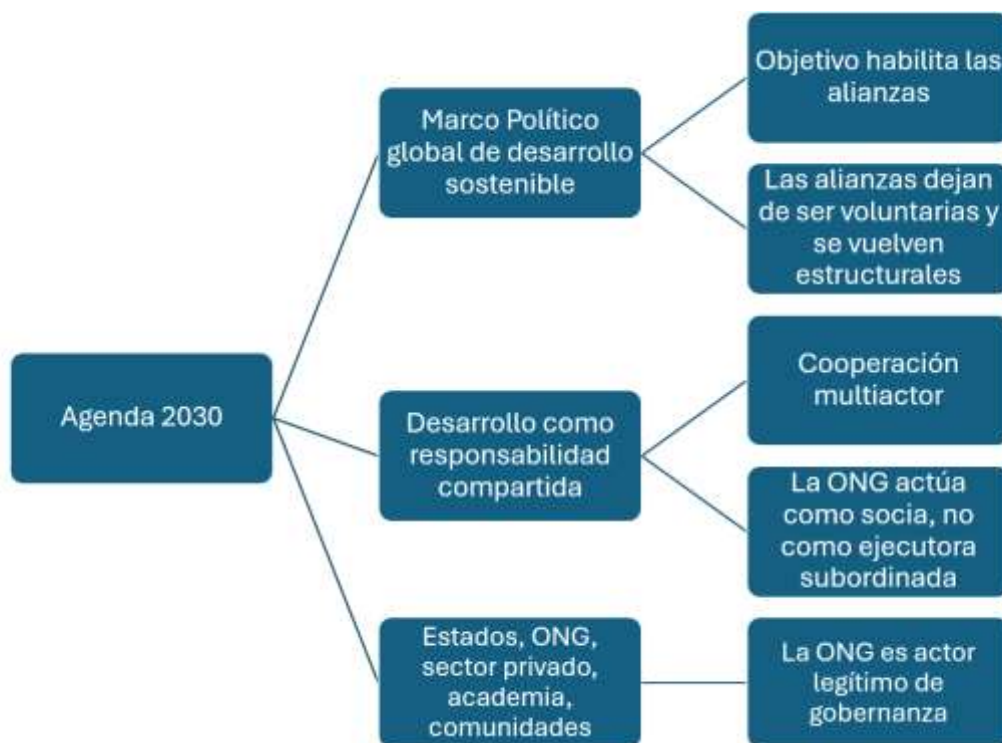 Agenda 2030
Marco Político
global de desarrollo
sostenible
Objetivo habilita las
alianzas
Las alianzas dejan
de ser voluntarias y
se vuelven
estructurales
Desarrollo como
responsabilidad
compartida
Cooperación
multiactor
La ONG actúa
como socia, no
como ejecutora
subordinada
Estados, ONG,
sector privado,
academia,
comunidades
La ONG es actor
legítimo de
gobernanza